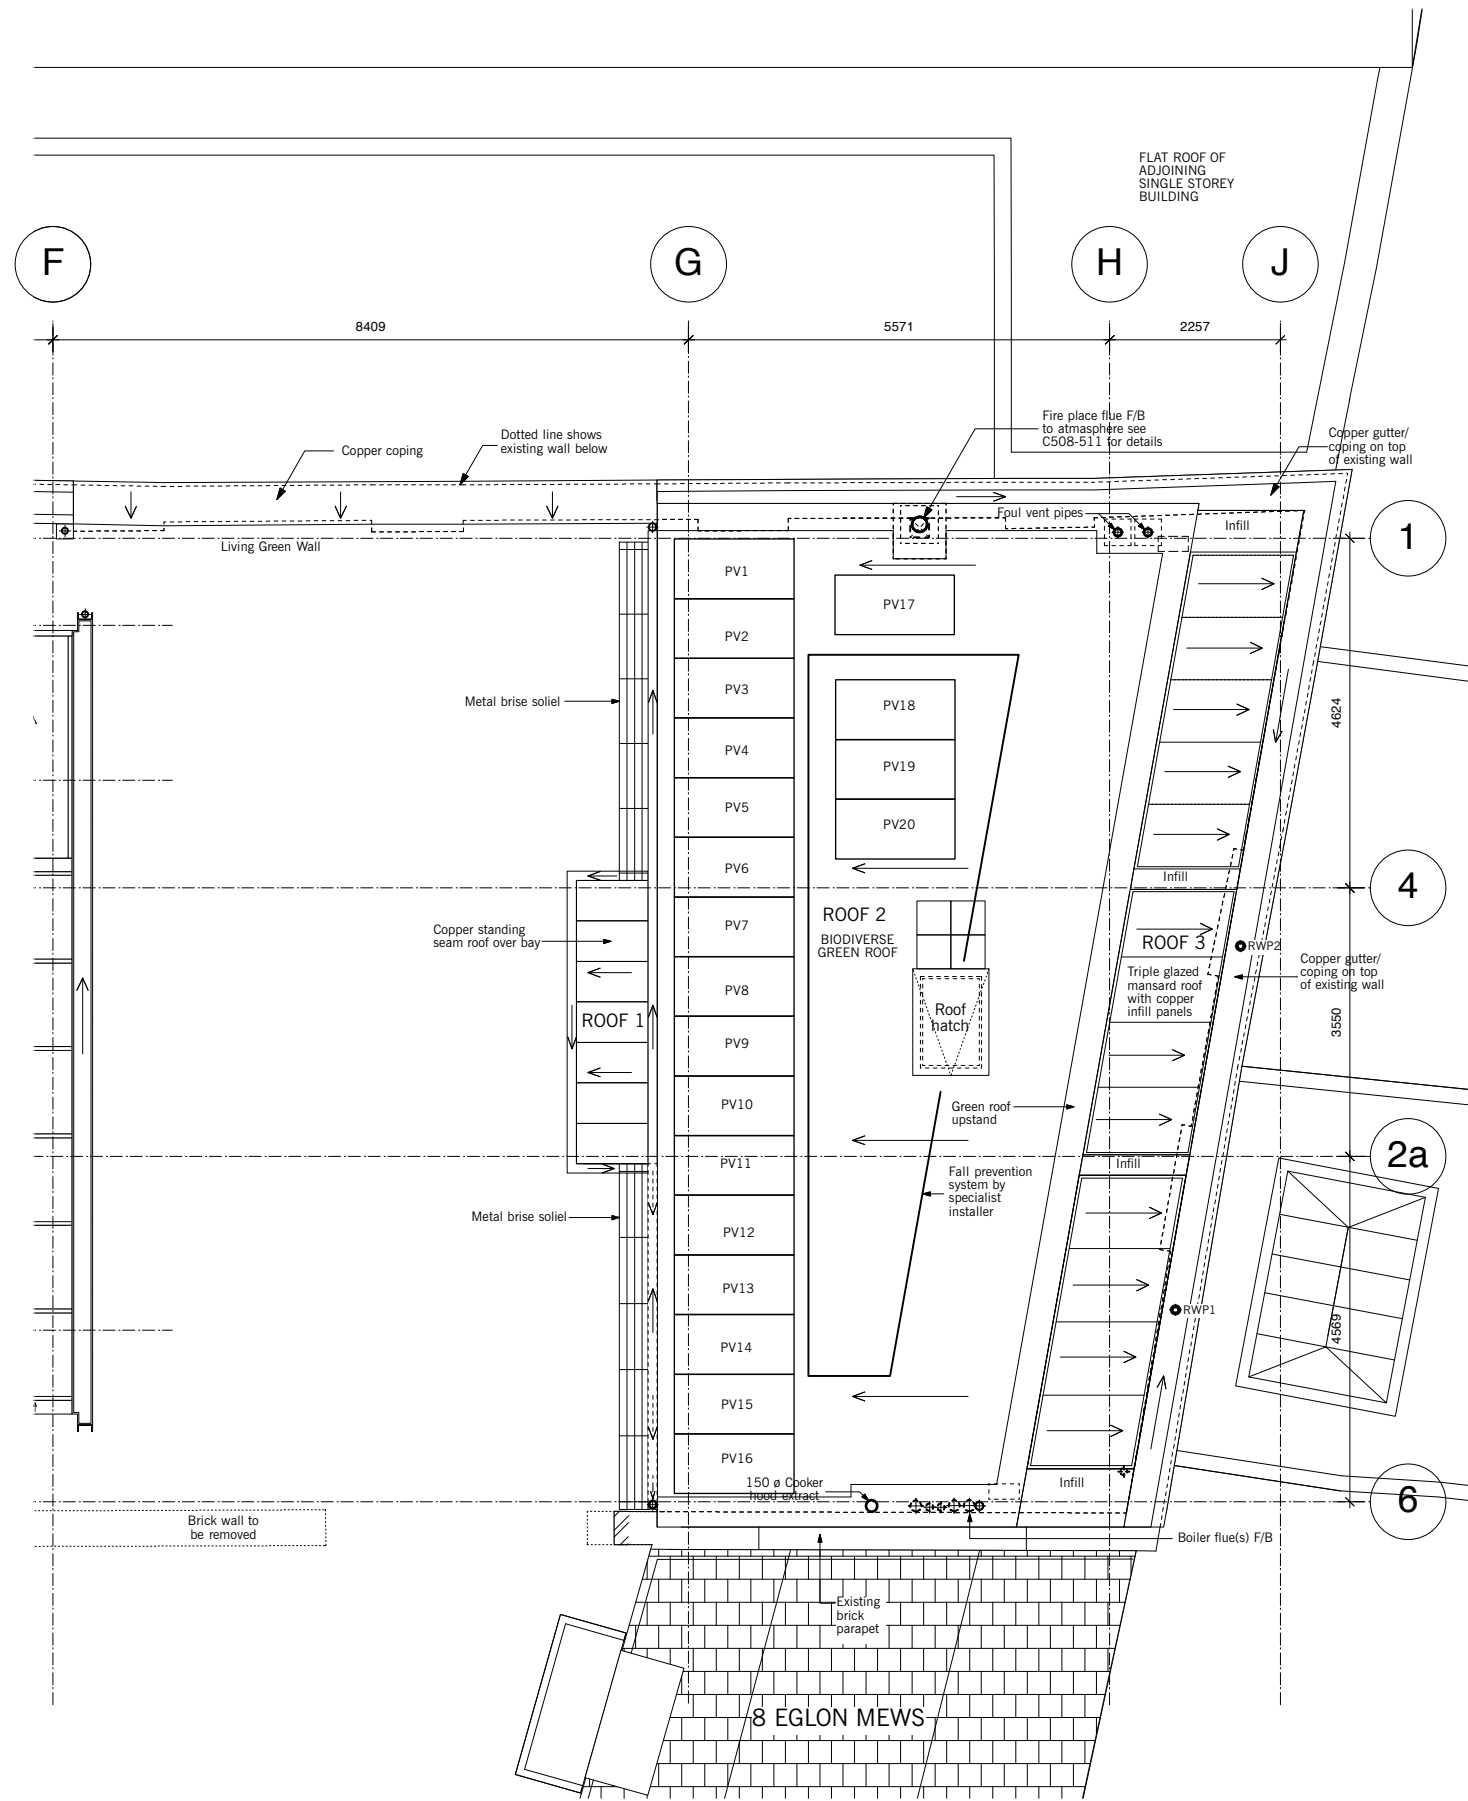 FLAT ROOF OF
ADJOINING
SINGLE STOREY
BUILDING
F
G
H
J
8409
5571
2257
Fire place flue F/B
to atmasphere see
C508-511 for details
Copper gutter/
coping on top
of existing wall
Dotted line shows
existing wall below
Copper coping
Foul vent pipes
Infill
1
Living Green Wall
PV1
PV17
PV2
PV3
Metal brise soliel
PV18
4624
PV4
PV19
PV5
PV20
PV6
Infill
4
ROOF 2
BIODIVERSE
GREEN ROOF
PV7
Copper standing
seam roof over bay
ROOF 3
RWP2
Copper gutter/
coping on top
of existing wall
Triple glazed
mansard roof
with copper
infill panels
PV8
ROOF 1
Roof
hatch
3550
PV9
PV10
Green roof
upstand
PV11
Infill
2a
Fall prevention
system by
specialist
installer
Metal brise soliel
PV12
PV13
RWP1
4569
PV14
PV15
PV16
150 ø Cooker
hood extract
Infill
6
Brick wall to
be removed
Boiler flue(s) F/B
Existing
brick
parapet
8 EGLON MEWS